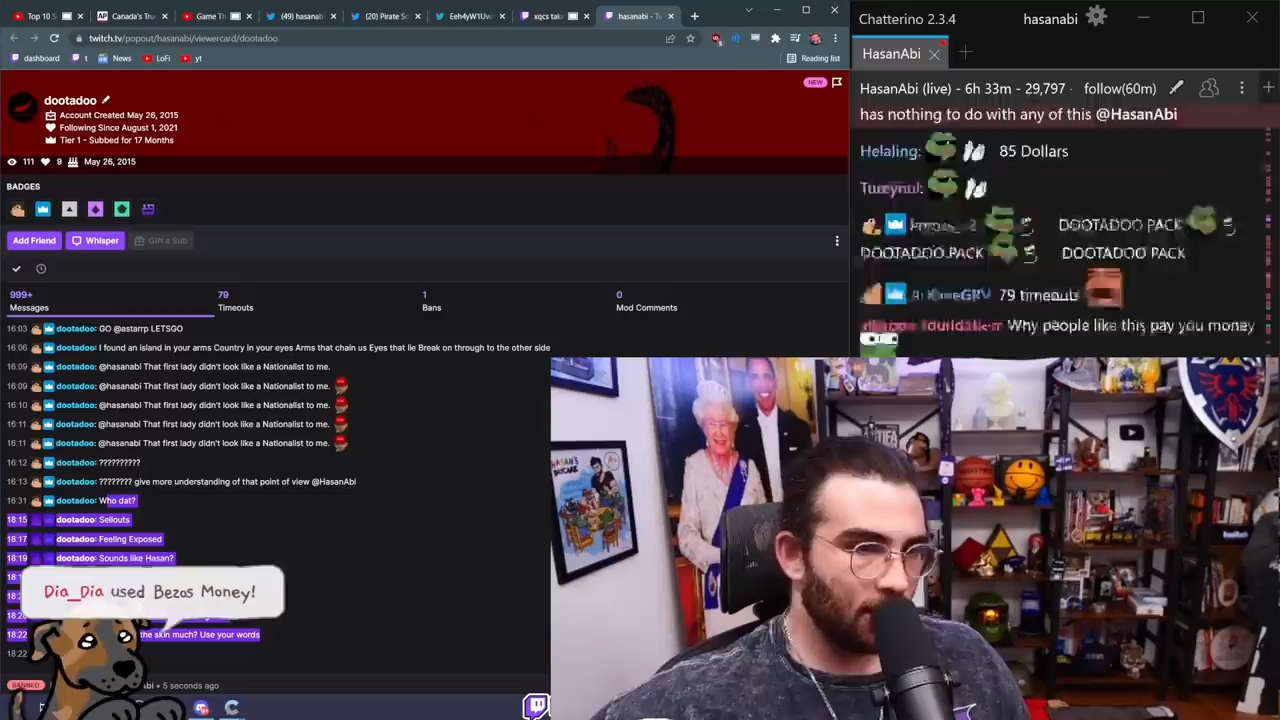 Top 10 S
Canada's Tru
Game Th
(49) hasanab
(20) Pirate S
Eeh4yW1Uw
xqcs tak
hasanabi - Tw
twitch.tv/popout/hasanabi/viewercard/dootadoo
dashboard
t
News
LoFi
yt
Reading list
NEW
dootadoo
Account Created May 26, 2015
Following Since August 1, 2021
Tier 1 - Subbed for 17 Months
111 9 May 26, 2015
BADGES
Add Friend
Whisper
Gift a Sub
999+
Messages
79
Timeouts
1
Bans
0
Mod Comments
16:03 dootadoo: GO @astarrp LETSGO
16:06 dootadoo: I found an island in your arms Country in your eyes Arms that chain us Eyes that lie Break on through to the other side
16:09 dootadoo: @hasanabi That first lady didn't look like a Nationalist to me.
16:09 dootadoo: @hasanabi That first lady didn't look like a Nationalist to me.
16:10 dootadoo: @hasanabi That first lady didn't look like a Nationalist to me.
16:11 dootadoo: @hasanabi That first lady didn't look like a Nationalist to me.
16:11 dootadoo: @hasanabi That first lady didn't look like a Nationalist to me.
16:12 dootadoo: ??????????
16:13 dootadoo: ???????? give more understanding of that point of view @HasanAbi
16:31 dootadoo: Who dat?
18:15 dootadoo: Sellouts
18:17 dootadoo: Feeling Exposed
18:19 dootadoo: Sounds like Hasan?
Dia_Dia used Bezos Money!
18:22 the skin much? Use your words
18:22
BANNED
Abi • 5 seconds ago
Chatterino 2.3.4
hasanabi
HasanAbi
HasanAbi (live) - 6h 33m - 29,797 follow(60m)
has nothing to do with any of this @HasanAbi
Helaling: 85 Dollars
DOOTADOO PACK
DOOTADOO PACK DOOTADOO PACK
79 timeouts
Why people like this pay you money
HASAN'S